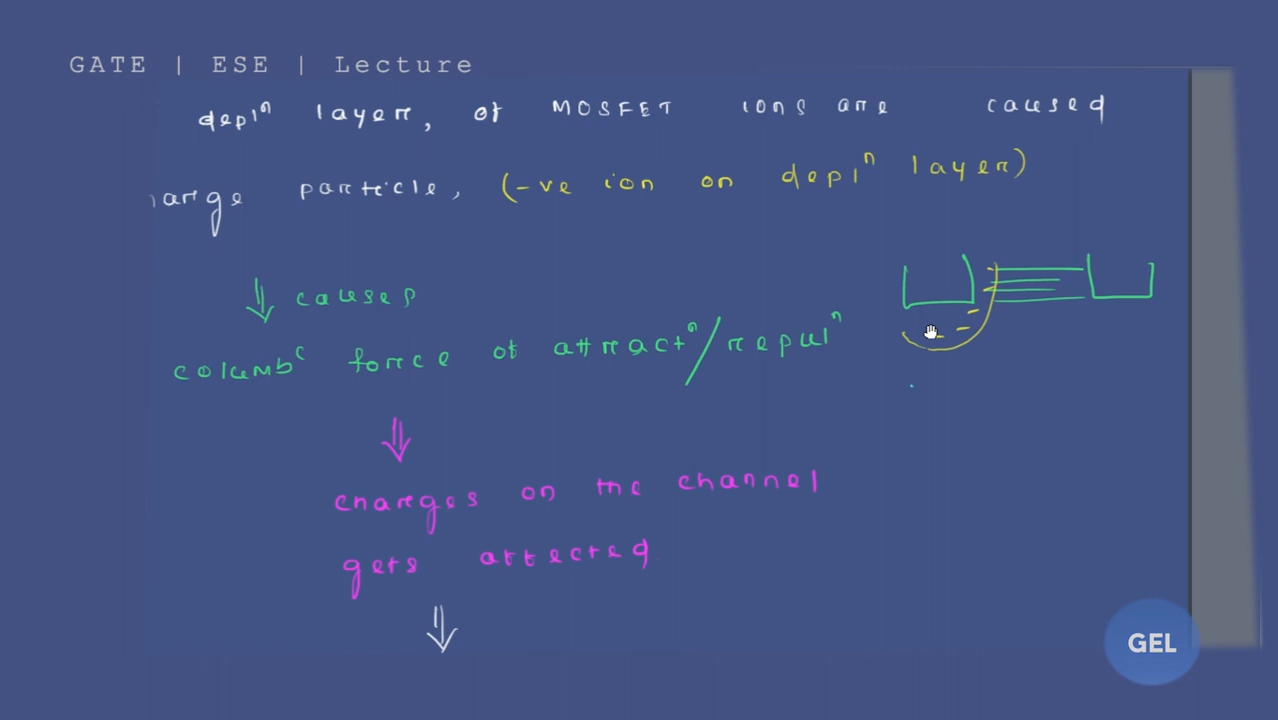 GATE | ESE | Lecture
deplⁿ layer, of MOSFET ions are caused
harge particle, (-ve ion on deplⁿ layer)
⇓ causes
columbᶜ force of attractⁿ/repulⁿ
⇓
charges on the channel
gets affected
⇓
GEL